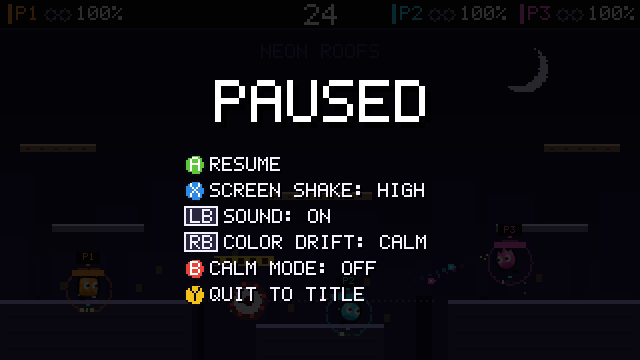 P1 ∞ 100% 24 P2 ∞ 100% P3 ∞ 100%
NEON ROOFS
PAUSED
A RESUME
X SCREEN SHAKE: HIGH
LB SOUND: ON
RB COLOR DRIFT: CALM
B CALM MODE: OFF
Y QUIT TO TITLE
P3
P1